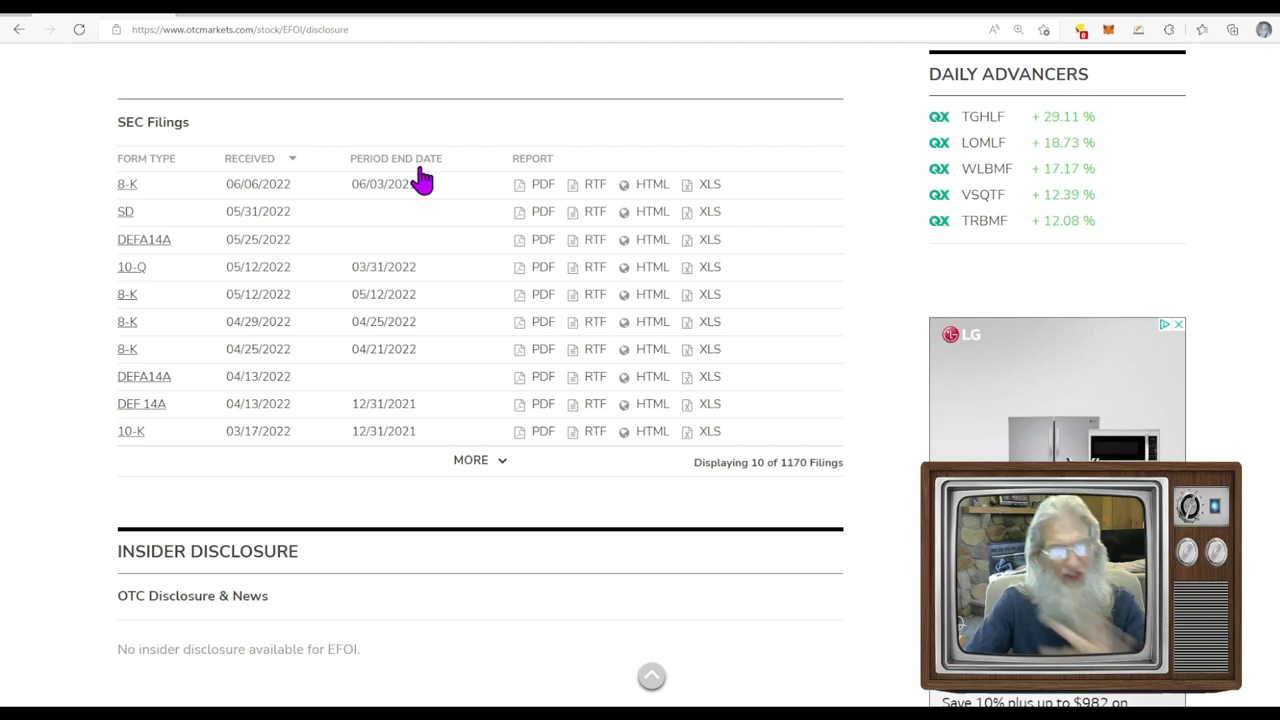 https://www.otcmarkets.com/stock/EFOI/disclosure
SEC Filings
FORM TYPE RECEIVED PERIOD END DATE REPORT
8-K 06/06/2022 06/03/202 PDF RTF HTML XLS
SD 05/31/2022 PDF RTF HTML XLS
DEFA14A 05/25/2022 PDF RTF HTML XLS
10-Q 05/12/2022 03/31/2022 PDF RTF HTML XLS
8-K 05/12/2022 05/12/2022 PDF RTF HTML XLS
8-K 04/29/2022 04/25/2022 PDF RTF HTML XLS
8-K 04/25/2022 04/21/2022 PDF RTF HTML XLS
DEFA14A 04/13/2022 PDF RTF HTML XLS
DEF 14A 04/13/2022 12/31/2021 PDF RTF HTML XLS
10-K 03/17/2022 12/31/2021 PDF RTF HTML XLS
MORE
Displaying 10 of 1170 Filings
INSIDER DISCLOSURE
OTC Disclosure & News
No insider disclosure available for EFOI.
DAILY ADVANCERS
QX TGHLF + 29.11 %
QX LOMLF + 18.73 %
QX WLBMF + 17.17 %
QX VSQTF + 12.39 %
QX TRBMF + 12.08 %
LG
Save 10% plus up to $982 on